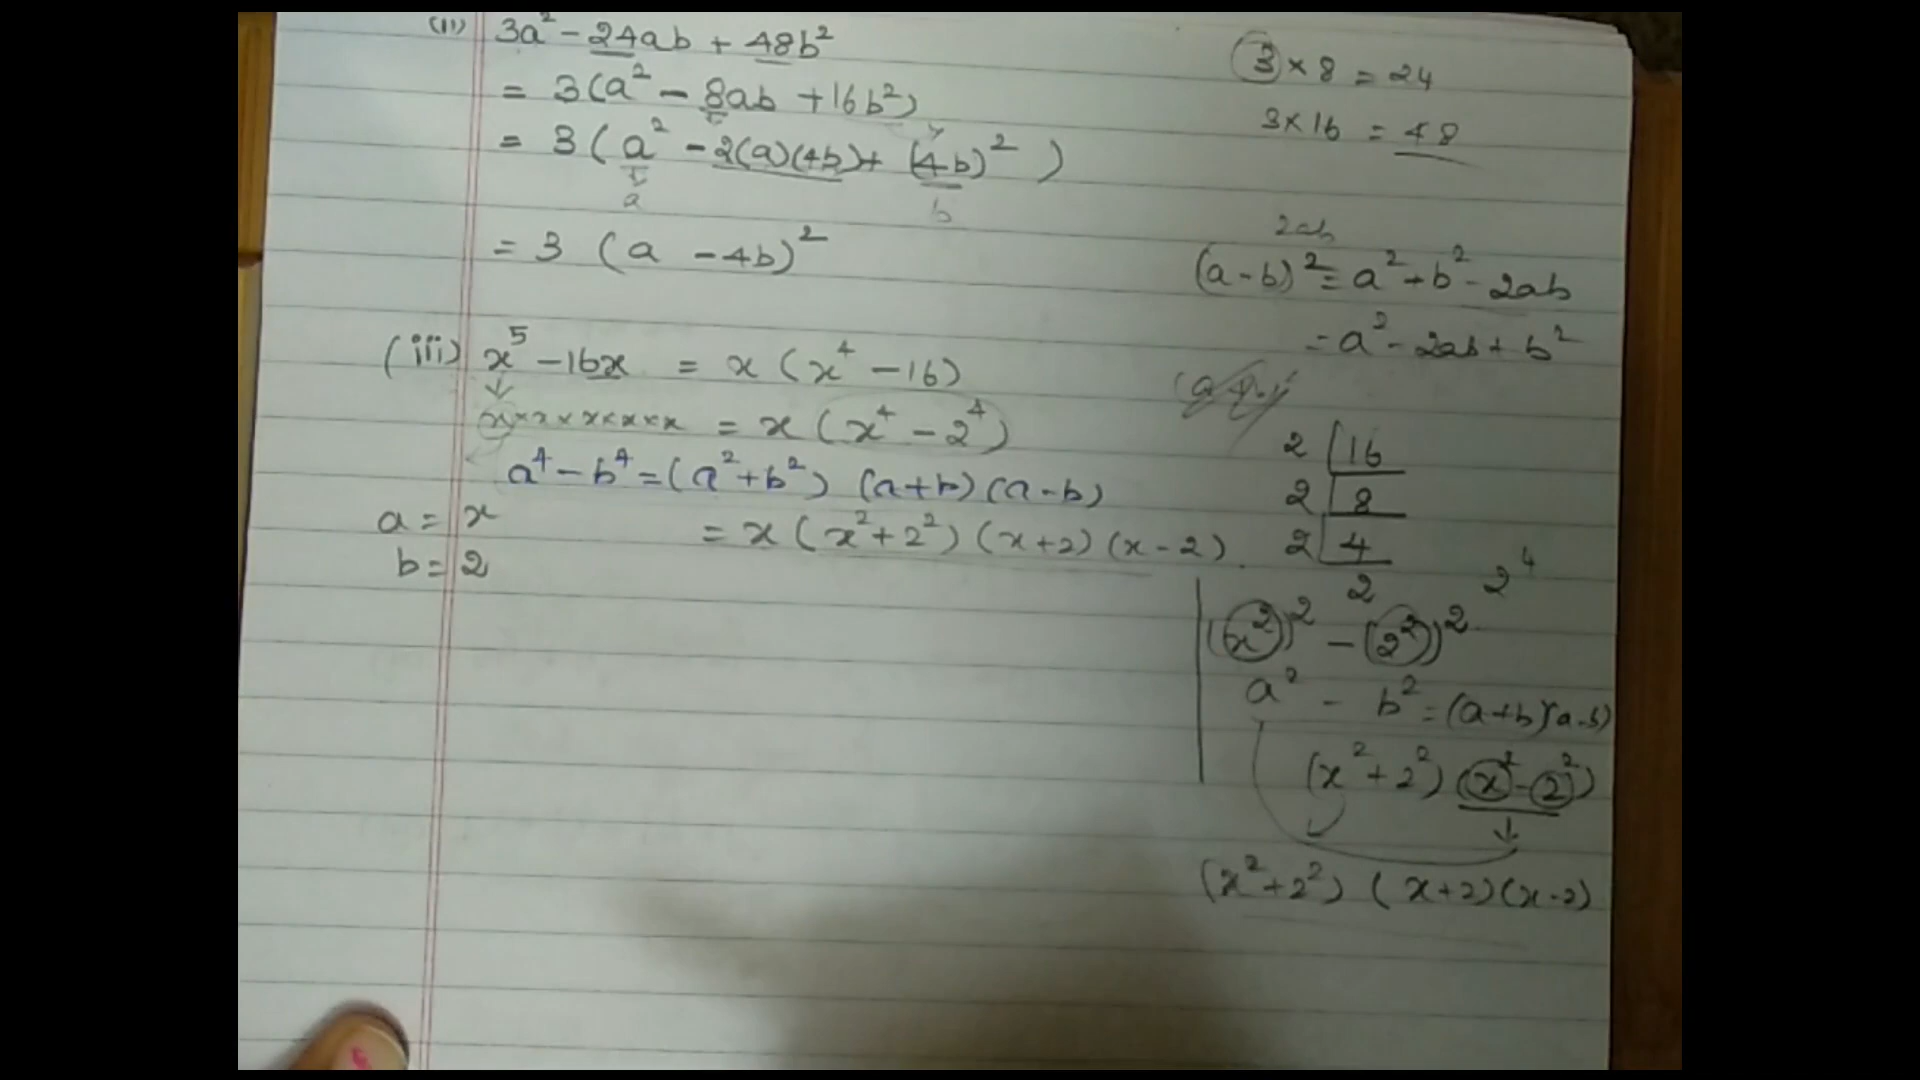 (ii) 3a² - 24ab + 48b²
= 3(a² - 8ab + 16b²)
= 3(a² - 2(a)(4b) + (4b)²)
a b
= 3 (a - 4b)²
3 × 8 = 24
3 × 16 = 48
2ab
(a - b)² = a² + b² - 2ab
= a² - 2ab + b²
(iii) x⁵ - 16x = x (x⁴ - 16)
x × x × x × x × x = x (x⁴ - 2⁴)
a⁴ - b⁴ = (a² + b²) (a + b) (a - b)
a = x = x (x² + 2²) (x + 2) (x - 2).
b = 2
2 | 16
2 | 8
2 | 4
2 2⁴
(x²)² - (2²)²
a² - b² = (a + b)(a - b)
(x² + 2²) (x² - 2²)
(x² + 2²) (x + 2) (x - 2)